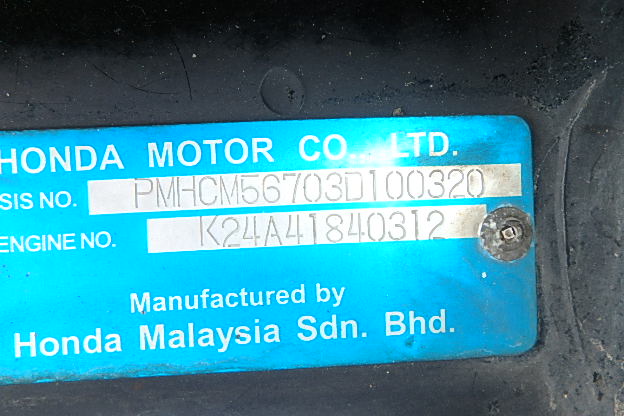 HONDA MOTOR CO., LTD.
SIS NO. PMHCM56703D100320
ENGINE NO. K24A41840312
Manufactured by
Honda Malaysia Sdn. Bhd.